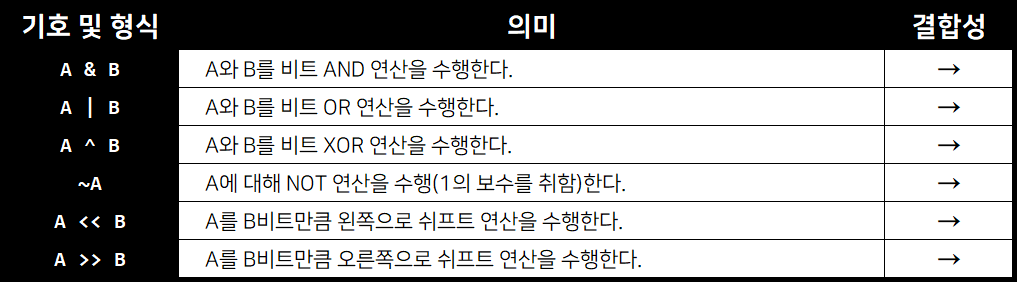 기호 및 형식 의미 결합성
A & B A와 B를 비트 AND 연산을 수행한다. →
A | B A와 B를 비트 OR 연산을 수행한다. →
A ^ B A와 B를 비트 XOR 연산을 수행한다. →
~A A에 대해 NOT 연산을 수행(1의 보수를 취함)한다. →
A << B A를 B비트만큼 왼쪽으로 쉬프트 연산을 수행한다. →
A >> B A를 B비트만큼 오른쪽으로 쉬프트 연산을 수행한다. →